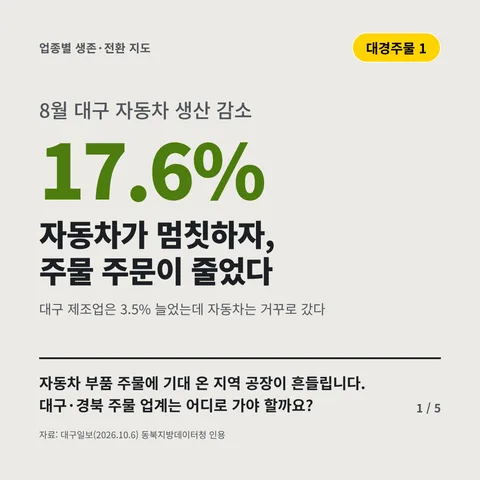 업종별 생존·전환 지도
대경주물 1
8월 대구 자동차 생산 감소
17.6%
자동차가 멈칫하자,
주물 주문이 줄었다
대구 제조업은 3.5% 늘었는데 자동차는 거꾸로 갔다
자동차 부품 주물에 기대 온 지역 공장이 흔들립니다.
대구·경북 주물 업계는 어디로 가야 할까요?
1 / 5
자료: 대구일보(2026.10.6) 동북지방데이터청 인용